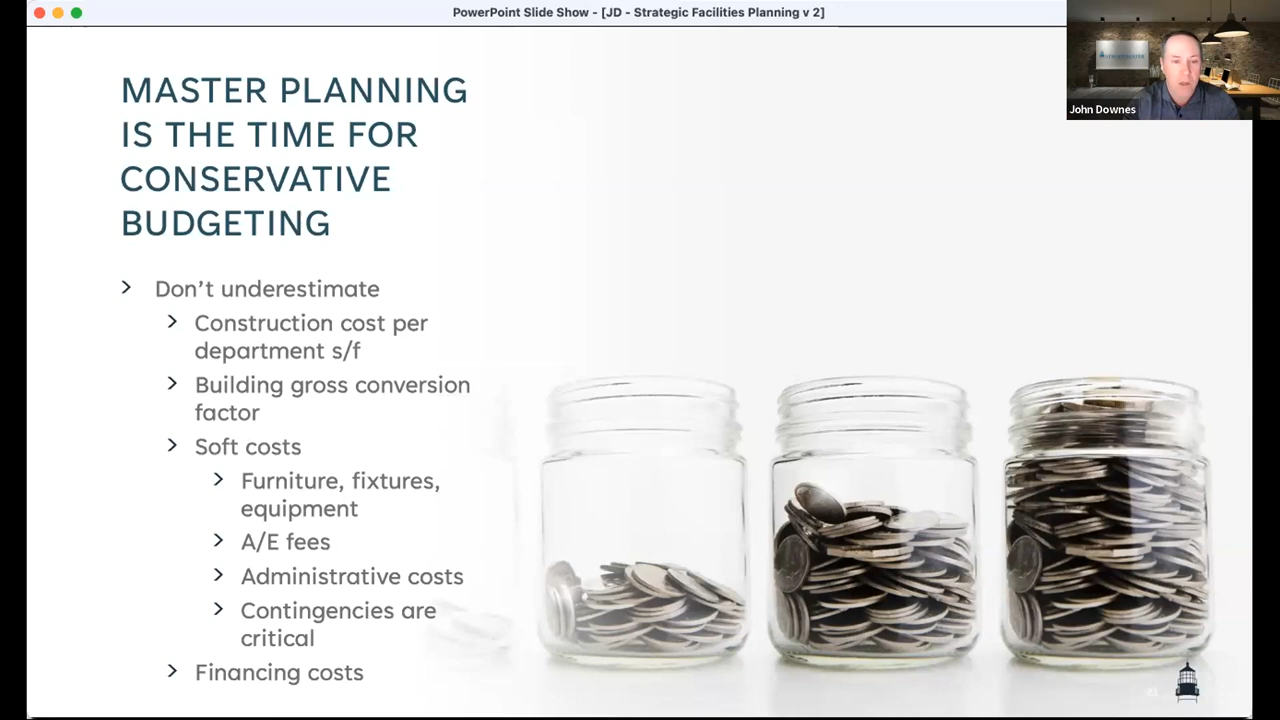 PowerPoint Slide Show - [JD - Strategic Facilities Planning v 2]
John Downes
MASTER PLANNING
IS THE TIME FOR
CONSERVATIVE
BUDGETING
> Don’t underestimate
> Construction cost per
department s/f
> Building gross conversion
factor
> Soft costs
> Furniture, fixtures,
equipment
> A/E fees
> Administrative costs
> Contingencies are
critical
> Financing costs